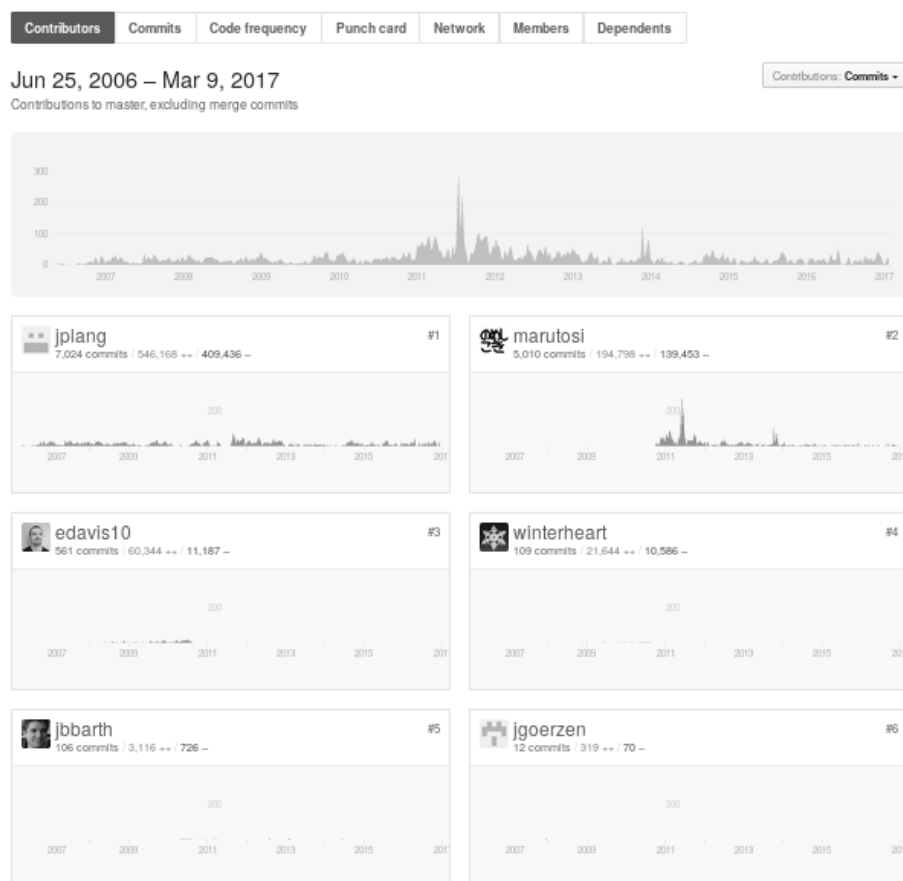 Contributors Commits Code frequency Punch card Network Members Dependents
Jun 25, 2006 – Mar 9, 2017
Contributions: Commits
Contributions to master, excluding merge commits
300
200
100
0
2007 2008 2009 2010 2011 2012 2013 2014 2015 2016 2017
jplang #1
7,024 commits / 546,168 ++ / 409,436 --
200
2007 2009 2011 2013 2015 201
marutosi #2
5,010 commits / 194,798 ++ / 139,453 --
200
2007 2009 2011 2013 2015 20
edavis10 #3
561 commits / 60,344 ++ / 11,187 --
200
2007 2009 2011 2013 2015 201
winterheart #4
109 commits / 21,644 ++ / 10,586 --
200
2007 2009 2011 2013 2015 20
jbbarth #5
106 commits / 3,116 ++ / 726 --
200
2007 2009 2011 2013 2015 201
jgoerzen #6
12 commits / 319 ++ / 70 --
200
2007 2009 2011 2013 2015 20